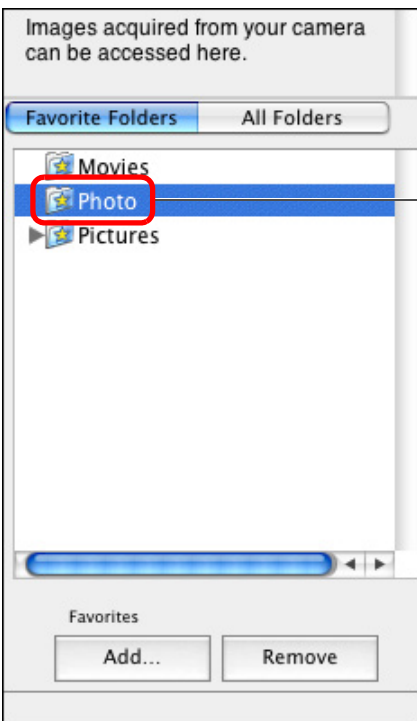 Images acquired from your camera
can be accessed here.
Favorite Folders
All Folders
Movies
Photo
Pictures
Favorites
Add...
Remove